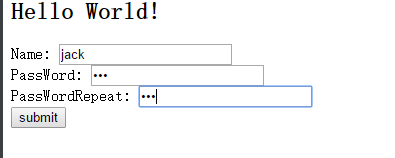 Hello World!
Name: jack
PassWord: •••
PassWordRepeat: •••
submit